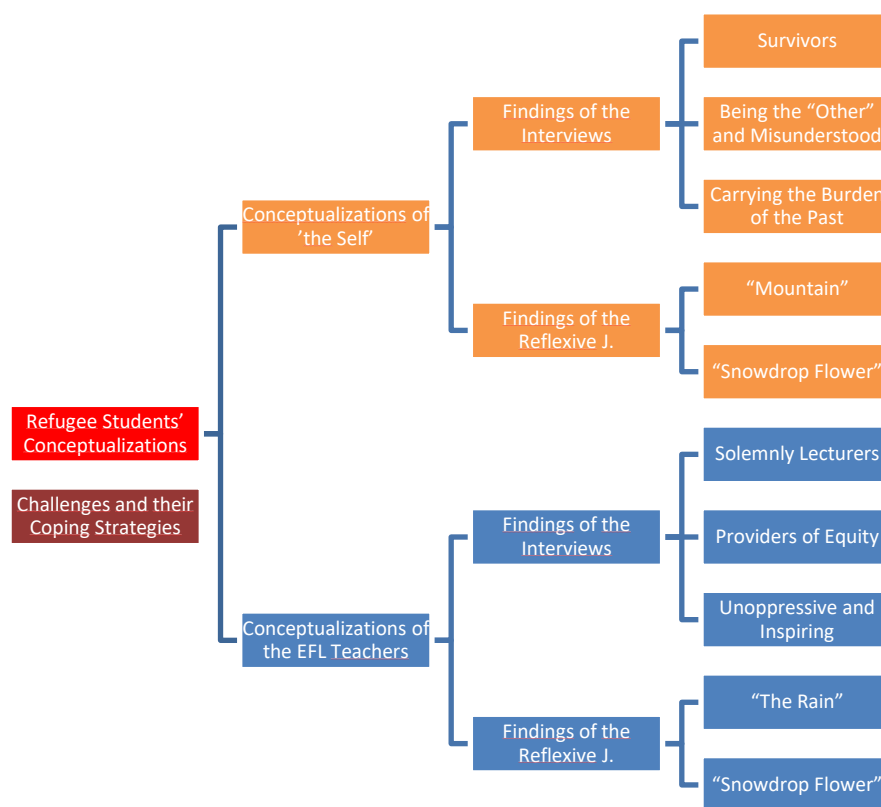 Refugee Students’
Conceptualizations
Challenges and their
Coping Strategies
Conceptualizations of
’the Self’
Findings of the
Interviews
Survivors
Being the “Other”
and Misunderstood
Carrying the Burden
of the Past
Findings of the
Reflexive J.
“Mountain”
“Snowdrop Flower”
Conceptualizations of
the EFL Teachers
Findings of the
Interviews
Solemnly Lecturers
Providers of Equity
Unoppressive and
Inspiring
Findings of the
Reflexive J.
“The Rain”
“Snowdrop Flower”